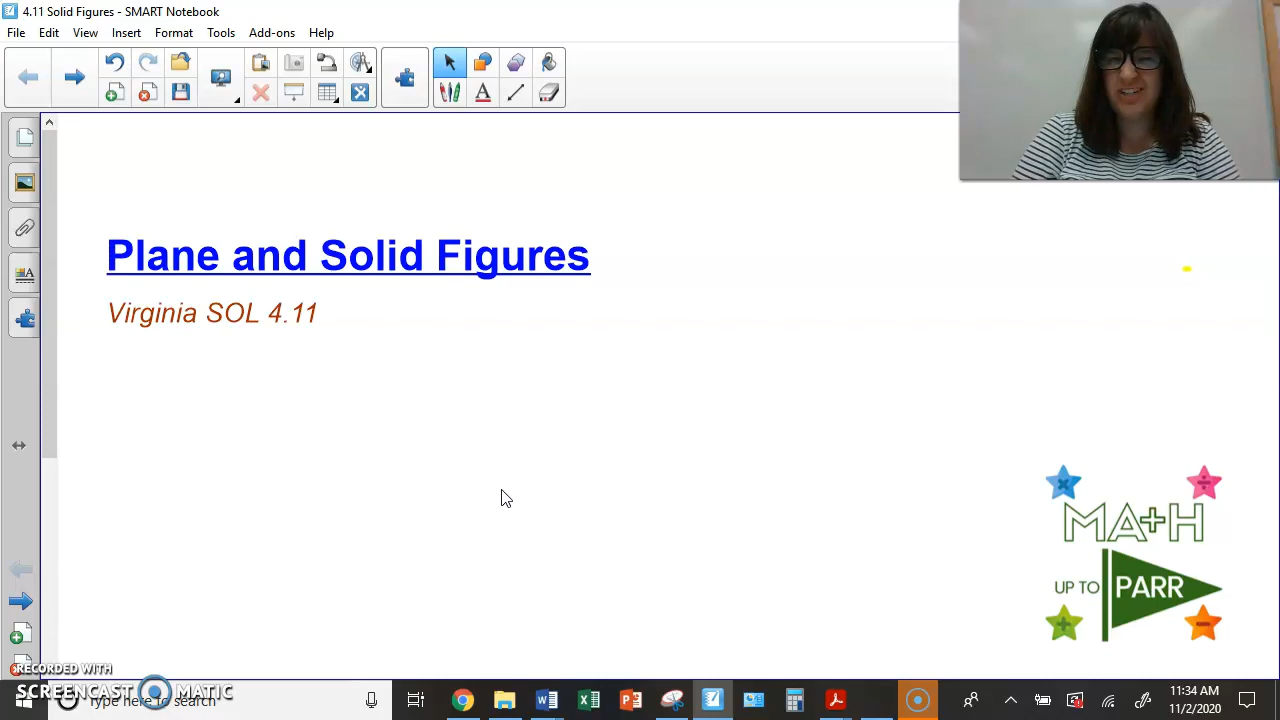 4.11 Solid Figures - SMART Notebook
File Edit View Insert Format Tools Add-ons Help
Plane and Solid Figures
Virginia SOL 4.11
MA+H
UP TO PARR
RECORDED WITH
SCREENCAST MATIC
Type here to search
11:34 AM
11/2/2020